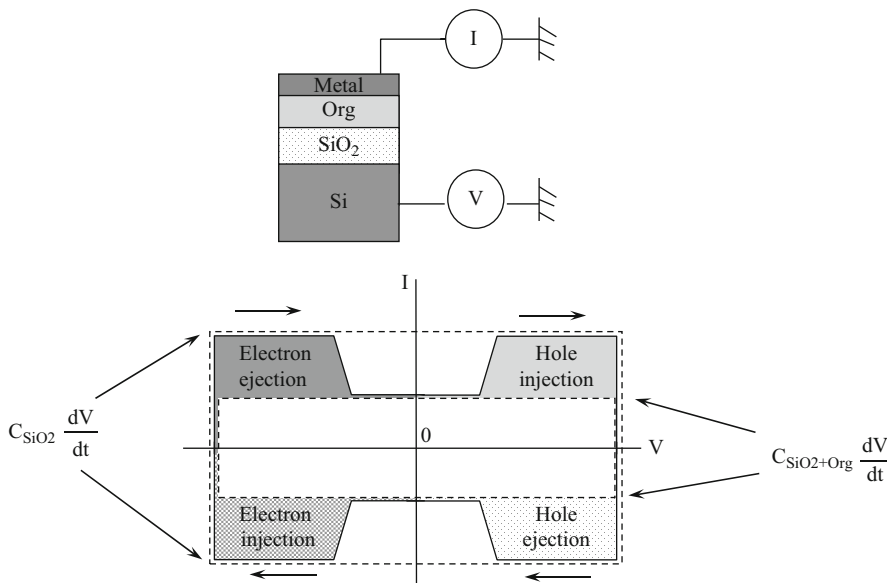 I
Metal
Org
SiO₂
Si
V
I
Electron
ejection
Hole
injection
C_SiO2 dV/dt
0
V
C_SiO2+Org dV/dt
Electron
injection
Hole
ejection